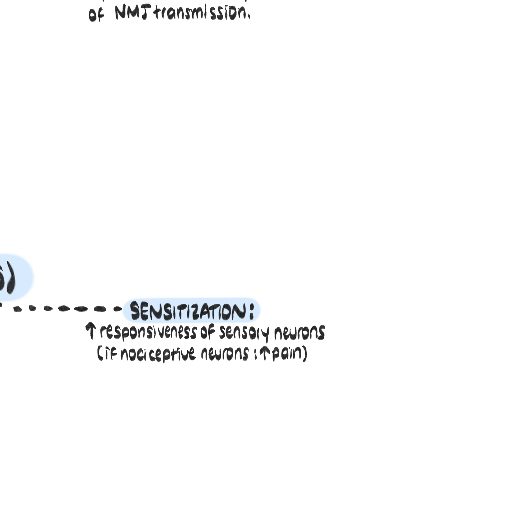 of NMJ transmission.
)
SENSITIZATION:
↑ responsiveness of sensory neurons
(if nociceptive neurons : ↑ pain)